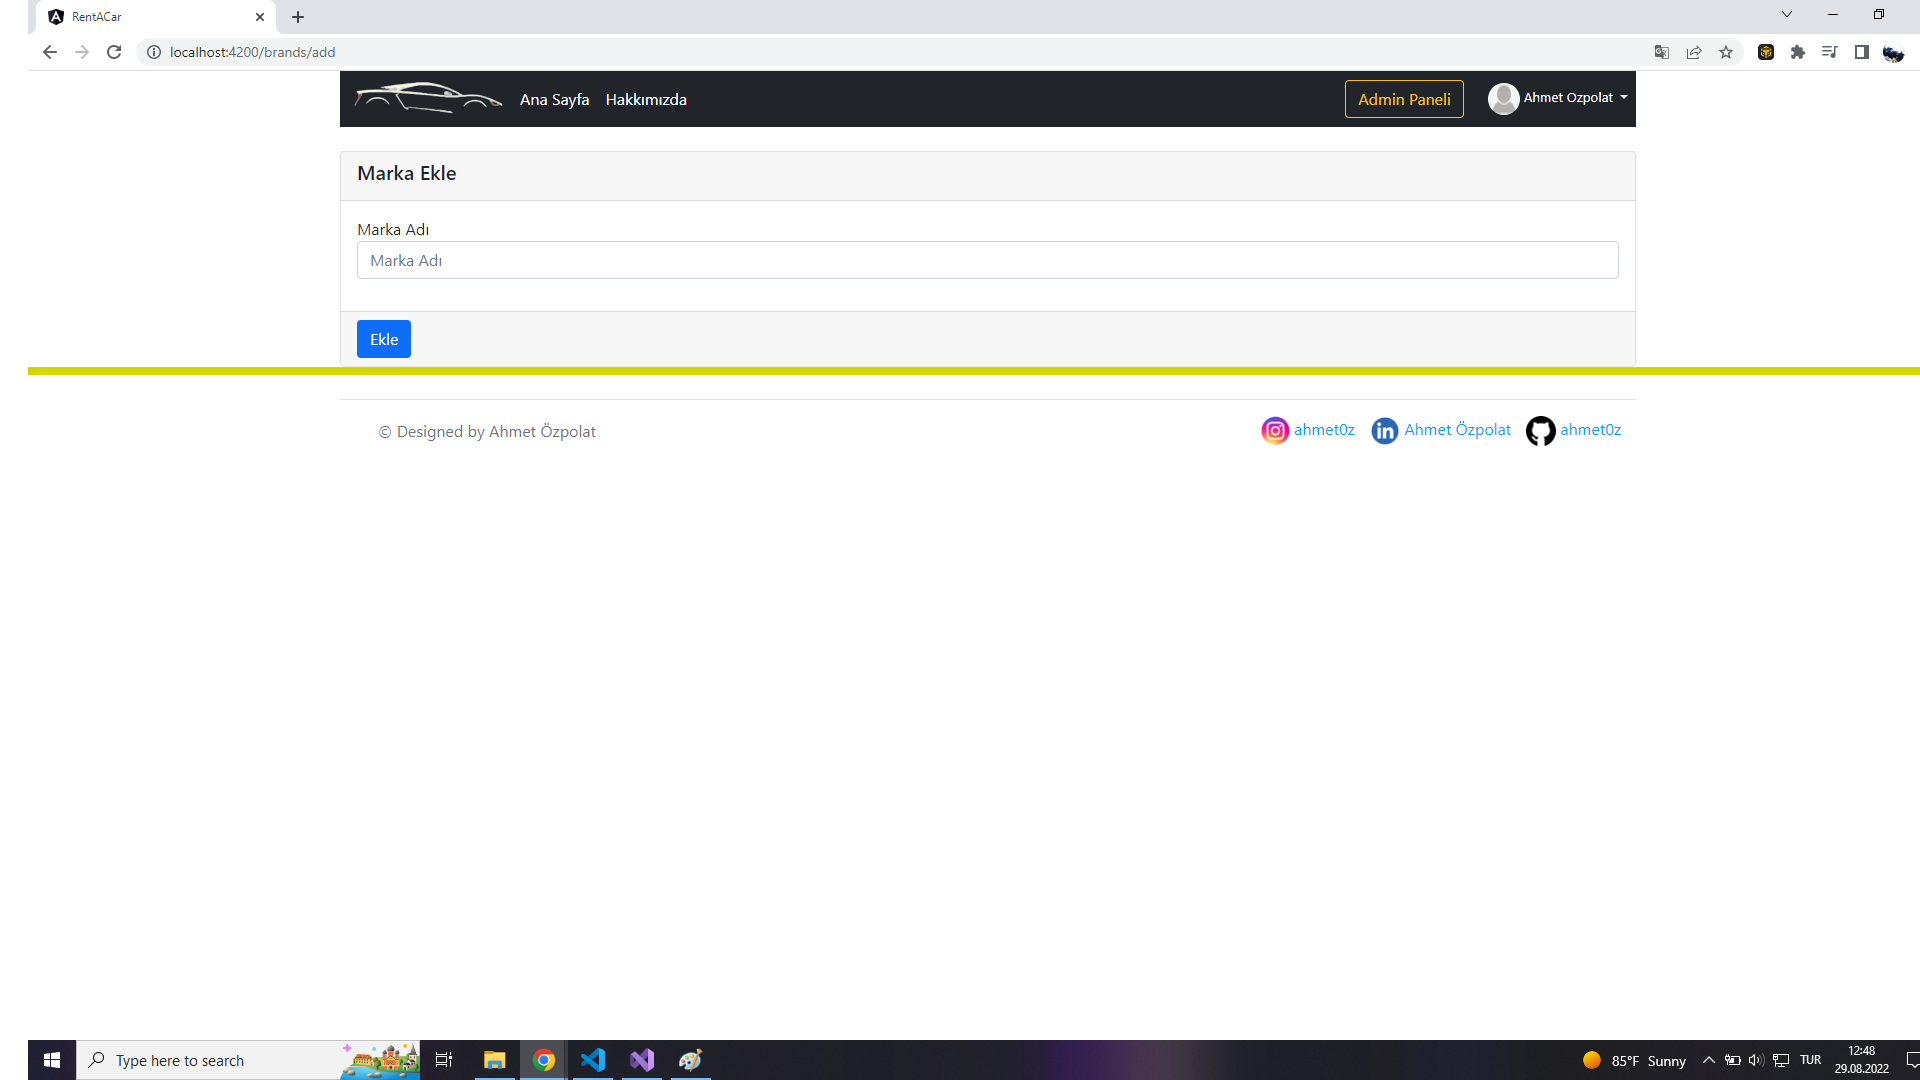 RentACar
localhost:4200/brands/add
Ana Sayfa Hakkımızda Admin Paneli Ahmet Ozpolat
Marka Ekle
Marka Adı
Marka Adı
Ekle
© Designed by Ahmet Özpolat ahmet0z Ahmet Özpolat ahmet0z
Type here to search 85°F Sunny TUR 12:48
29.08.2022